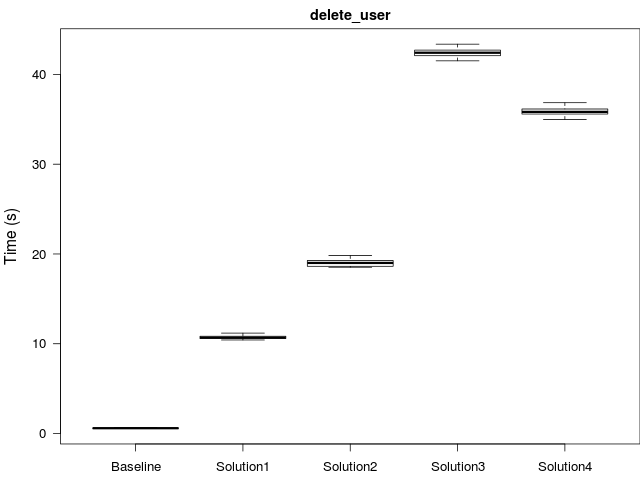 delete_user
Time (s)
40
30
20
10
0
Baseline
Solution1
Solution2
Solution3
Solution4